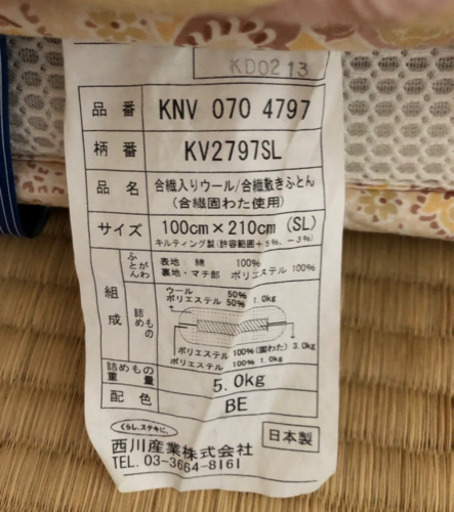 KD02 13
品番 KNV 070 4797
柄番 KV2797SL
品名 合繊入りウール/合繊敷きふとん
(合繊固わた使用)
サイズ 100cm×210cm (SL)
キルティング製(許容範囲+5%、-3%)
組成
ふとんがわ 表地: 綿 100%
裏地・マチ部 ポリエステル 100%
詰めもの
ウール 50%
ポリエステル 50% 1.0kg
ポリエステル 100%(固わた) 3.0kg
ポリエステル 100% 1.0kg
詰めもの重量 5.0kg
配色 BE
くらし、ステキに。
西川産業株式会社 日本製
TEL. 03-3664-8161